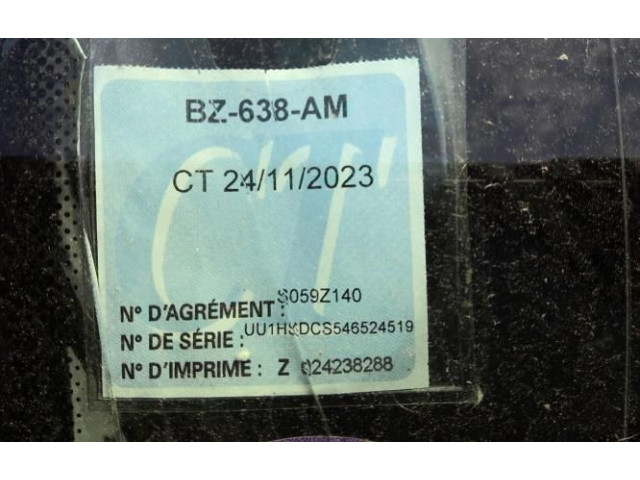 BZ-638-AM
CT 24/11/2023
N° D'AGRÉMENT : S059Z140
N° DE SÉRIE : UU1HSDCS546524519
N° D'IMPRIMÉ : Z 024238288